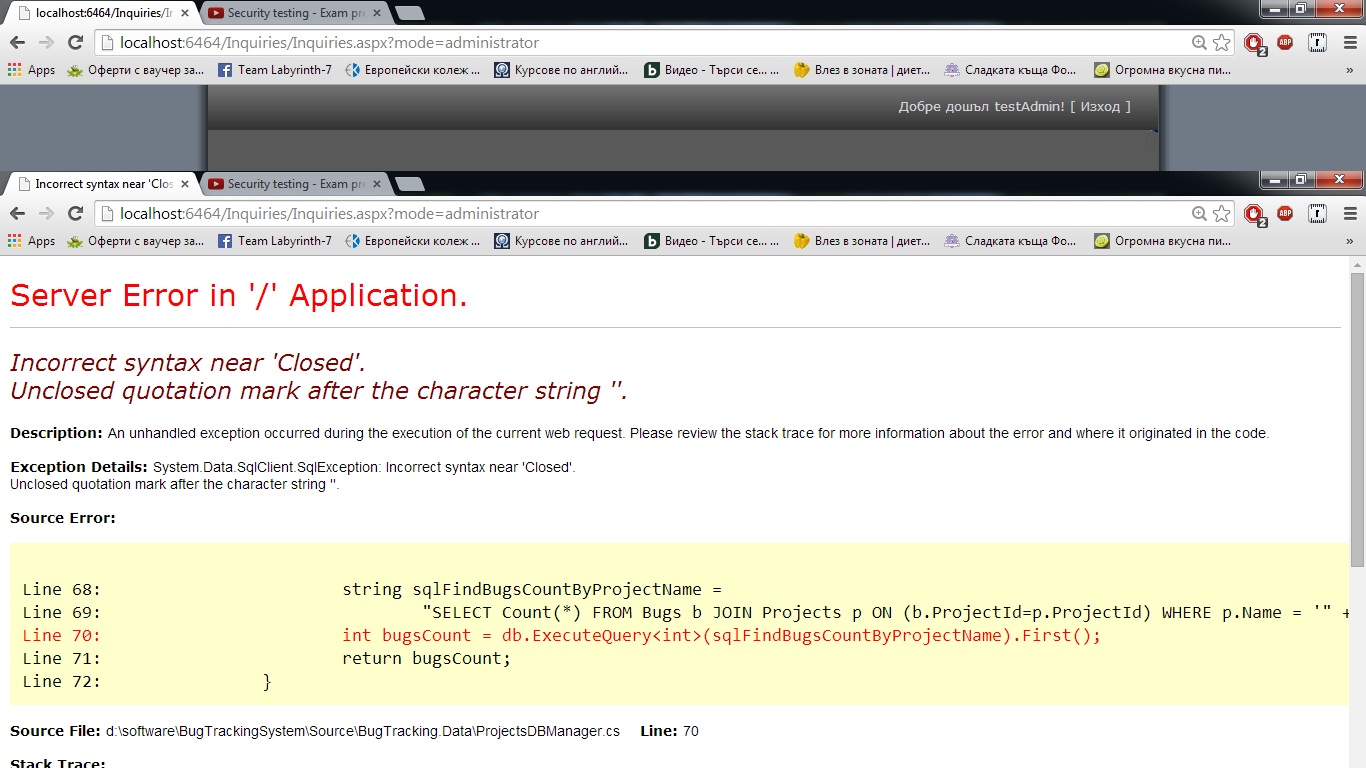 localhost:6464/Inquiries/I
Security testing - Exam pre
localhost:6464/Inquiries/Inquiries.aspx?mode=administrator
2
ABP
Apps
Оферти с ваучер за...
Team Labyrinth-7
Европейски колеж ...
Курсове по англий...
Видео - Търси се... ...
Влез в зоната | диет...
Сладката къща Фо...
Огромна вкусна пи...
»
Добре дошъл testAdmin! [ Изход ]
Incorrect syntax near 'Clos
Security testing - Exam pre
localhost:6464/Inquiries/Inquiries.aspx?mode=administrator
2
ABP
Apps
Оферти с ваучер за...
Team Labyrinth-7
Европейски колеж ...
Курсове по англий...
Видео - Търси се... ...
Влез в зоната | диет...
Сладката къща Фо...
Огромна вкусна пи...
»
Server Error in '/' Application.
Incorrect syntax near 'Closed'.
Unclosed quotation mark after the character string ''.
Description: An unhandled exception occurred during the execution of the current web request. Please review the stack trace for more information about the error and where it originated in the code.
Exception Details: System.Data.SqlClient.SqlException: Incorrect syntax near 'Closed'.
Unclosed quotation mark after the character string ''.
Source Error:
Line 68: string sqlFindBugsCountByProjectName =
Line 69: "SELECT Count(*) FROM Bugs b JOIN Projects p ON (b.ProjectId=p.ProjectId) WHERE p.Name = '" +
Line 70: int bugsCount = db.ExecuteQuery<int>(sqlFindBugsCountByProjectName).First();
Line 71: return bugsCount;
Line 72: }
Source File: d:\software\BugTrackingSystem\Source\BugTracking.Data\ProjectsDBManager.cs Line: 70
Stack Trace: